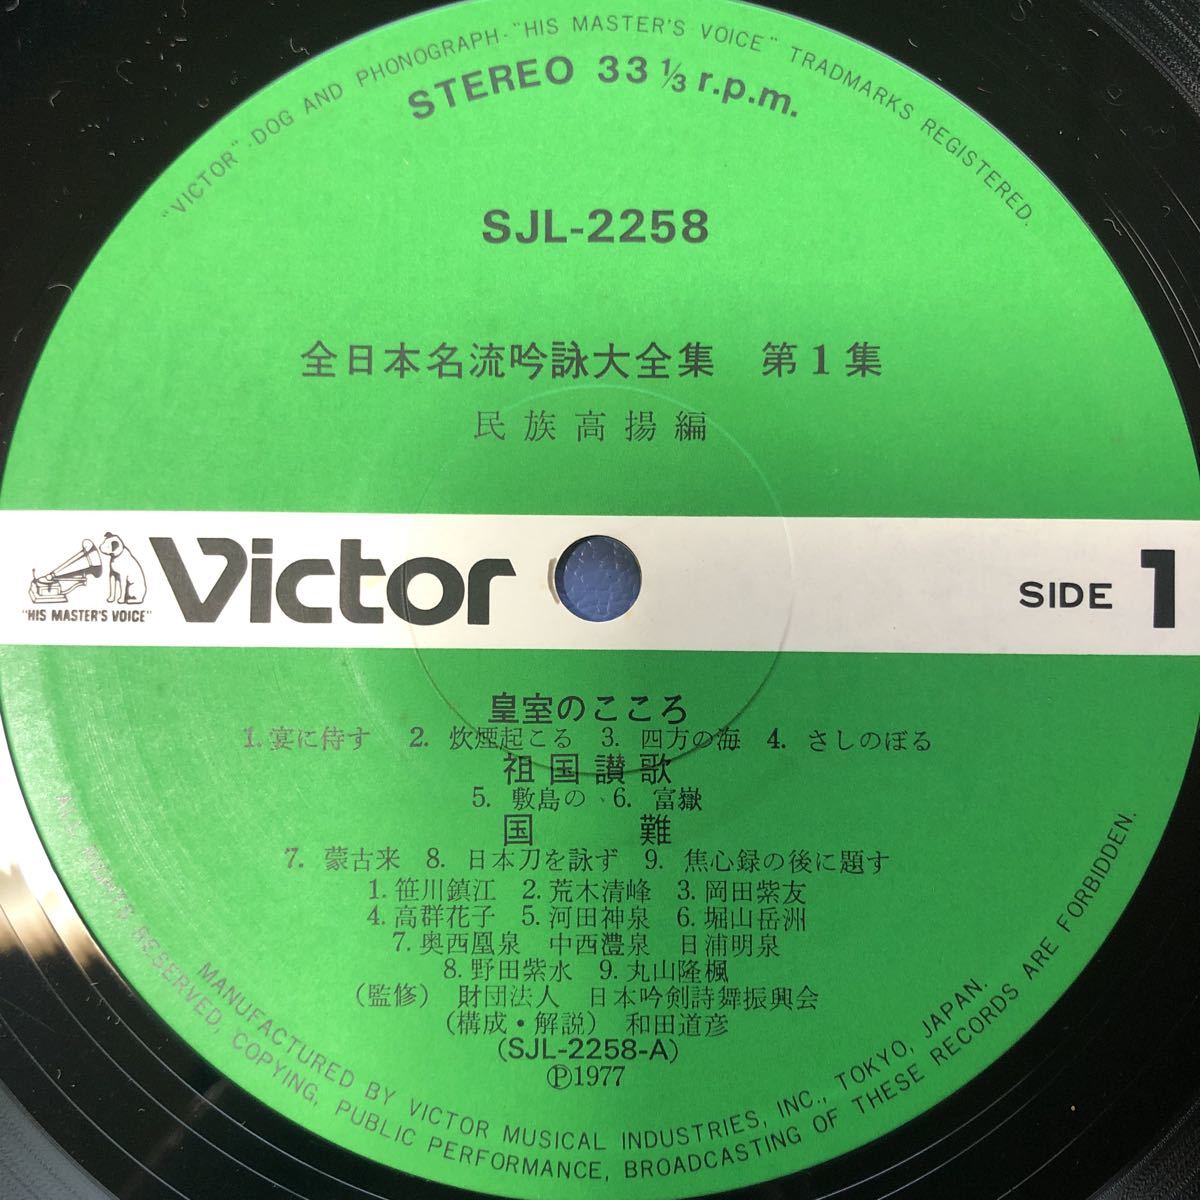 "VICTOR"-DOG AND PHONOGRAPH-"HIS MASTER'S VOICE" TRADMARKS REGISTERED.
STEREO 33 ⅓ r.p.m.
SJL-2258
全日本名流吟詠大全集 第1集
民族高揚編
"HIS MASTER'S VOICE"
Victor
SIDE 1
皇室のこころ
1. 宴に侍す 2. 炊煙起こる 3. 四方の海 4. さしのぼる
祖国讃歌
5. 敷島の 6. 富嶽
国難
7. 蒙古来 8. 日本刀を詠ず 9. 焦心録の後に題す
1. 笹川鎮江 2. 荒木清峰 3. 岡田紫友
4. 高群花子 5. 河田神泉 6. 堀山岳洲
7. 奥西凰泉 中西澧泉 日浦明泉
8. 野田紫水 9. 丸山隆楓
(監修) 財団法人 日本吟剣詩舞振興会
(構成・解説) 和田道彦
(SJL-2258-A)
Ⓟ1977
MANUFACTURED BY VICTOR MUSICAL INDUSTRIES, INC., TOKYO, JAPAN.
ALL RIGHTS RESERVED, COPYING, PUBLIC PERFORMANCE, BROADCASTING OF THESE RECORDS ARE FORBIDDEN.